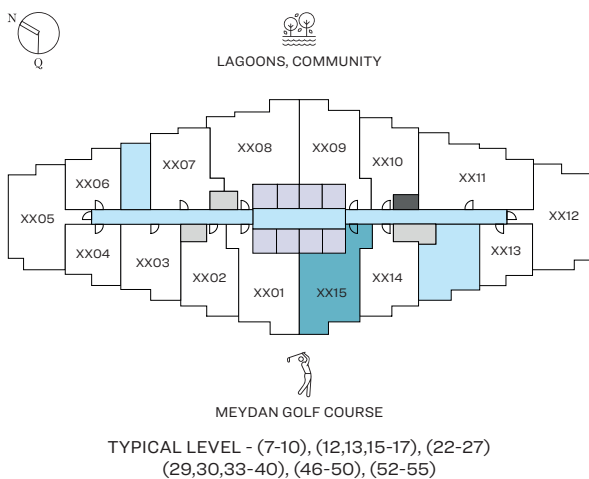 N
Q
LAGOONS, COMMUNITY
XX08
XX09
XX07
XX10
XX06
XX11
XX05
XX12
XX04
XX03
XX13
XX02
XX14
XX01
XX15
MEYDAN GOLF COURSE
TYPICAL LEVEL - (7-10), (12,13,15-17), (22-27)
(29,30,33-40), (46-50), (52-55)